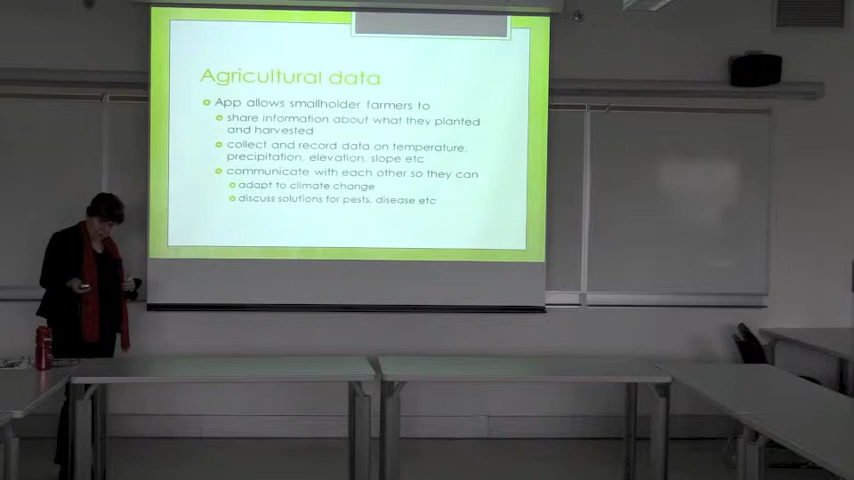 Agricultural data
App allows smallholder farmers to
share information about what they planted
and harvested
collect and record data on temperature,
precipitation, elevation, slope etc
communicate with each other so they can
adapt to climate change
discuss solutions for pests, disease etc